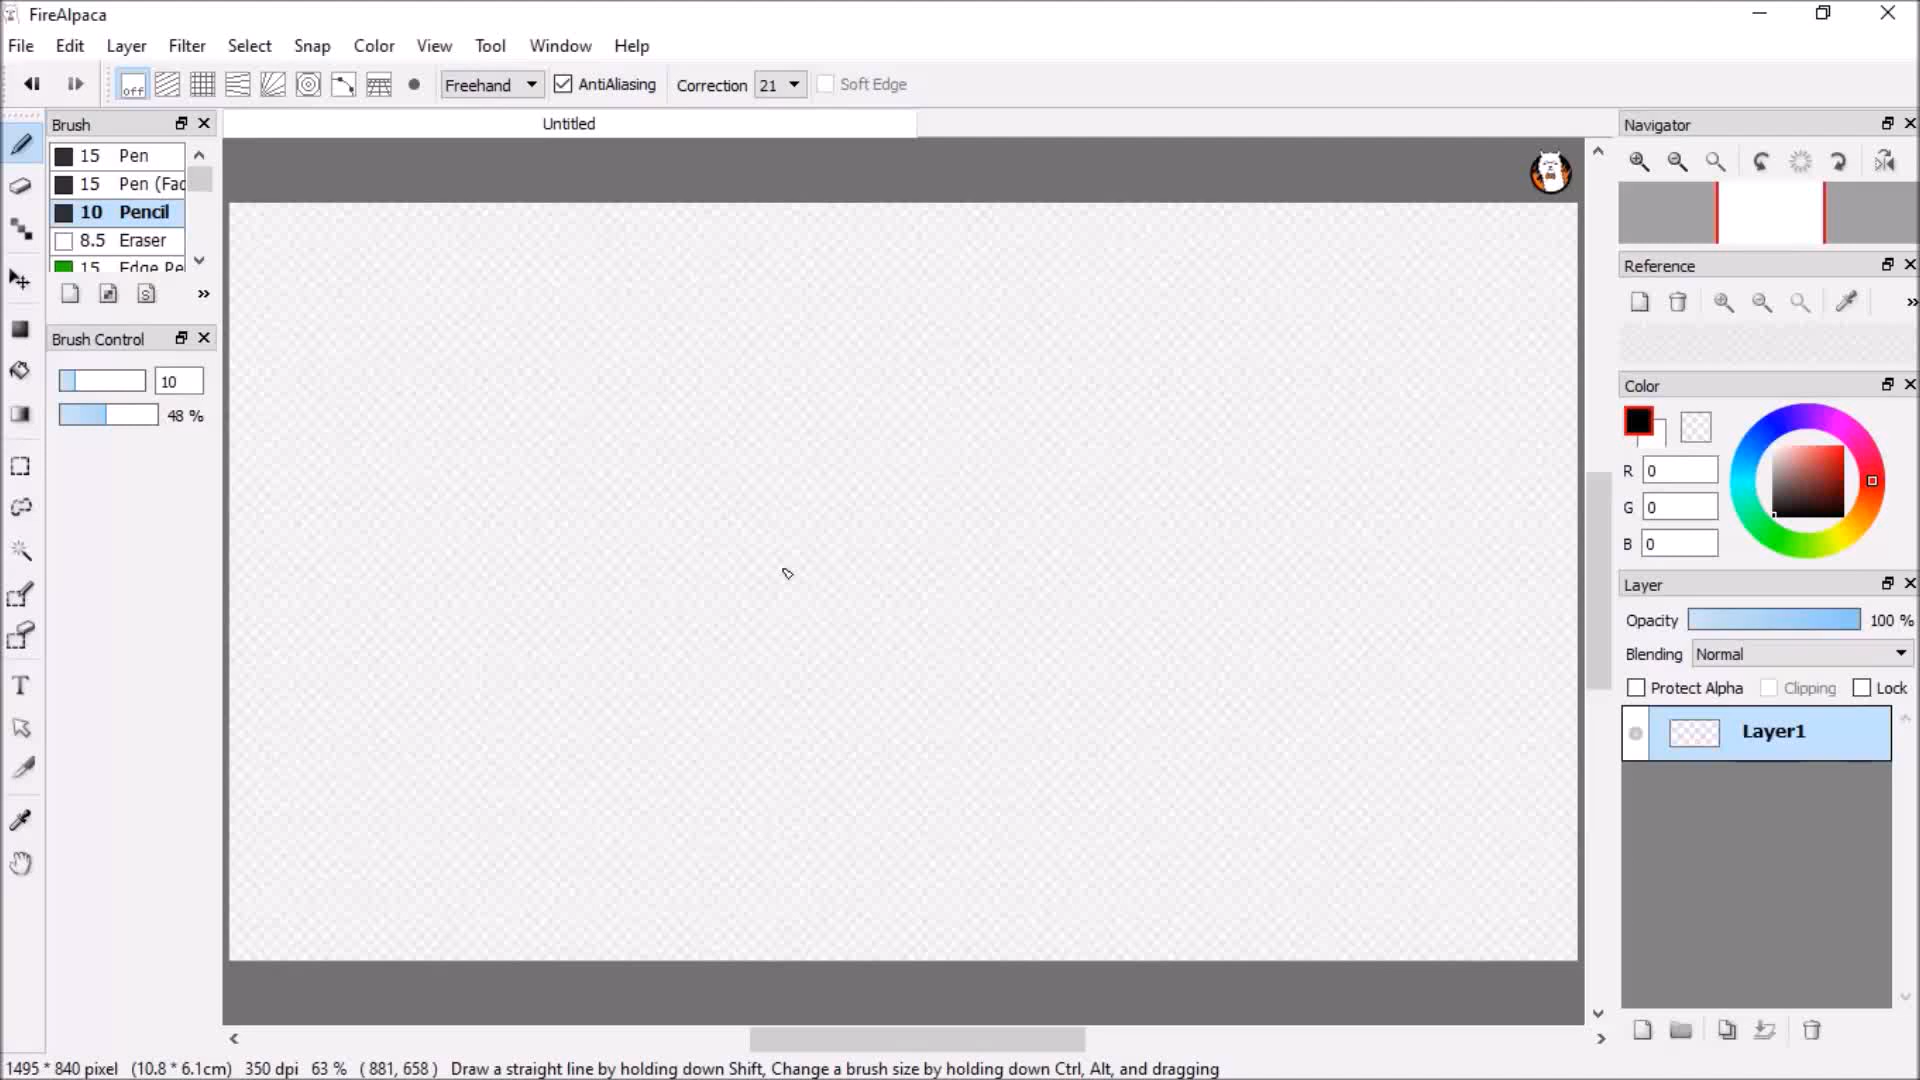 FireAlpaca
File Edit Layer Filter Select Snap Color View Tool Window Help
off Freehand AntiAliasing Correction 21 Soft Edge
Brush
15 Pen
15 Pen (Fad
10 Pencil
8.5 Eraser
15 Edge Pe
S
Brush Control
10
48 %
Untitled
Navigator
Reference
Color
R 0
G 0
B 0
Layer
Opacity 100 %
Blending Normal
Protect Alpha Clipping Lock
Layer1
1495 * 840 pixel (10.8 * 6.1cm) 350 dpi 63 % ( 881, 658 ) Draw a straight line by holding down Shift, Change a brush size by holding down Ctrl, Alt, and dragging